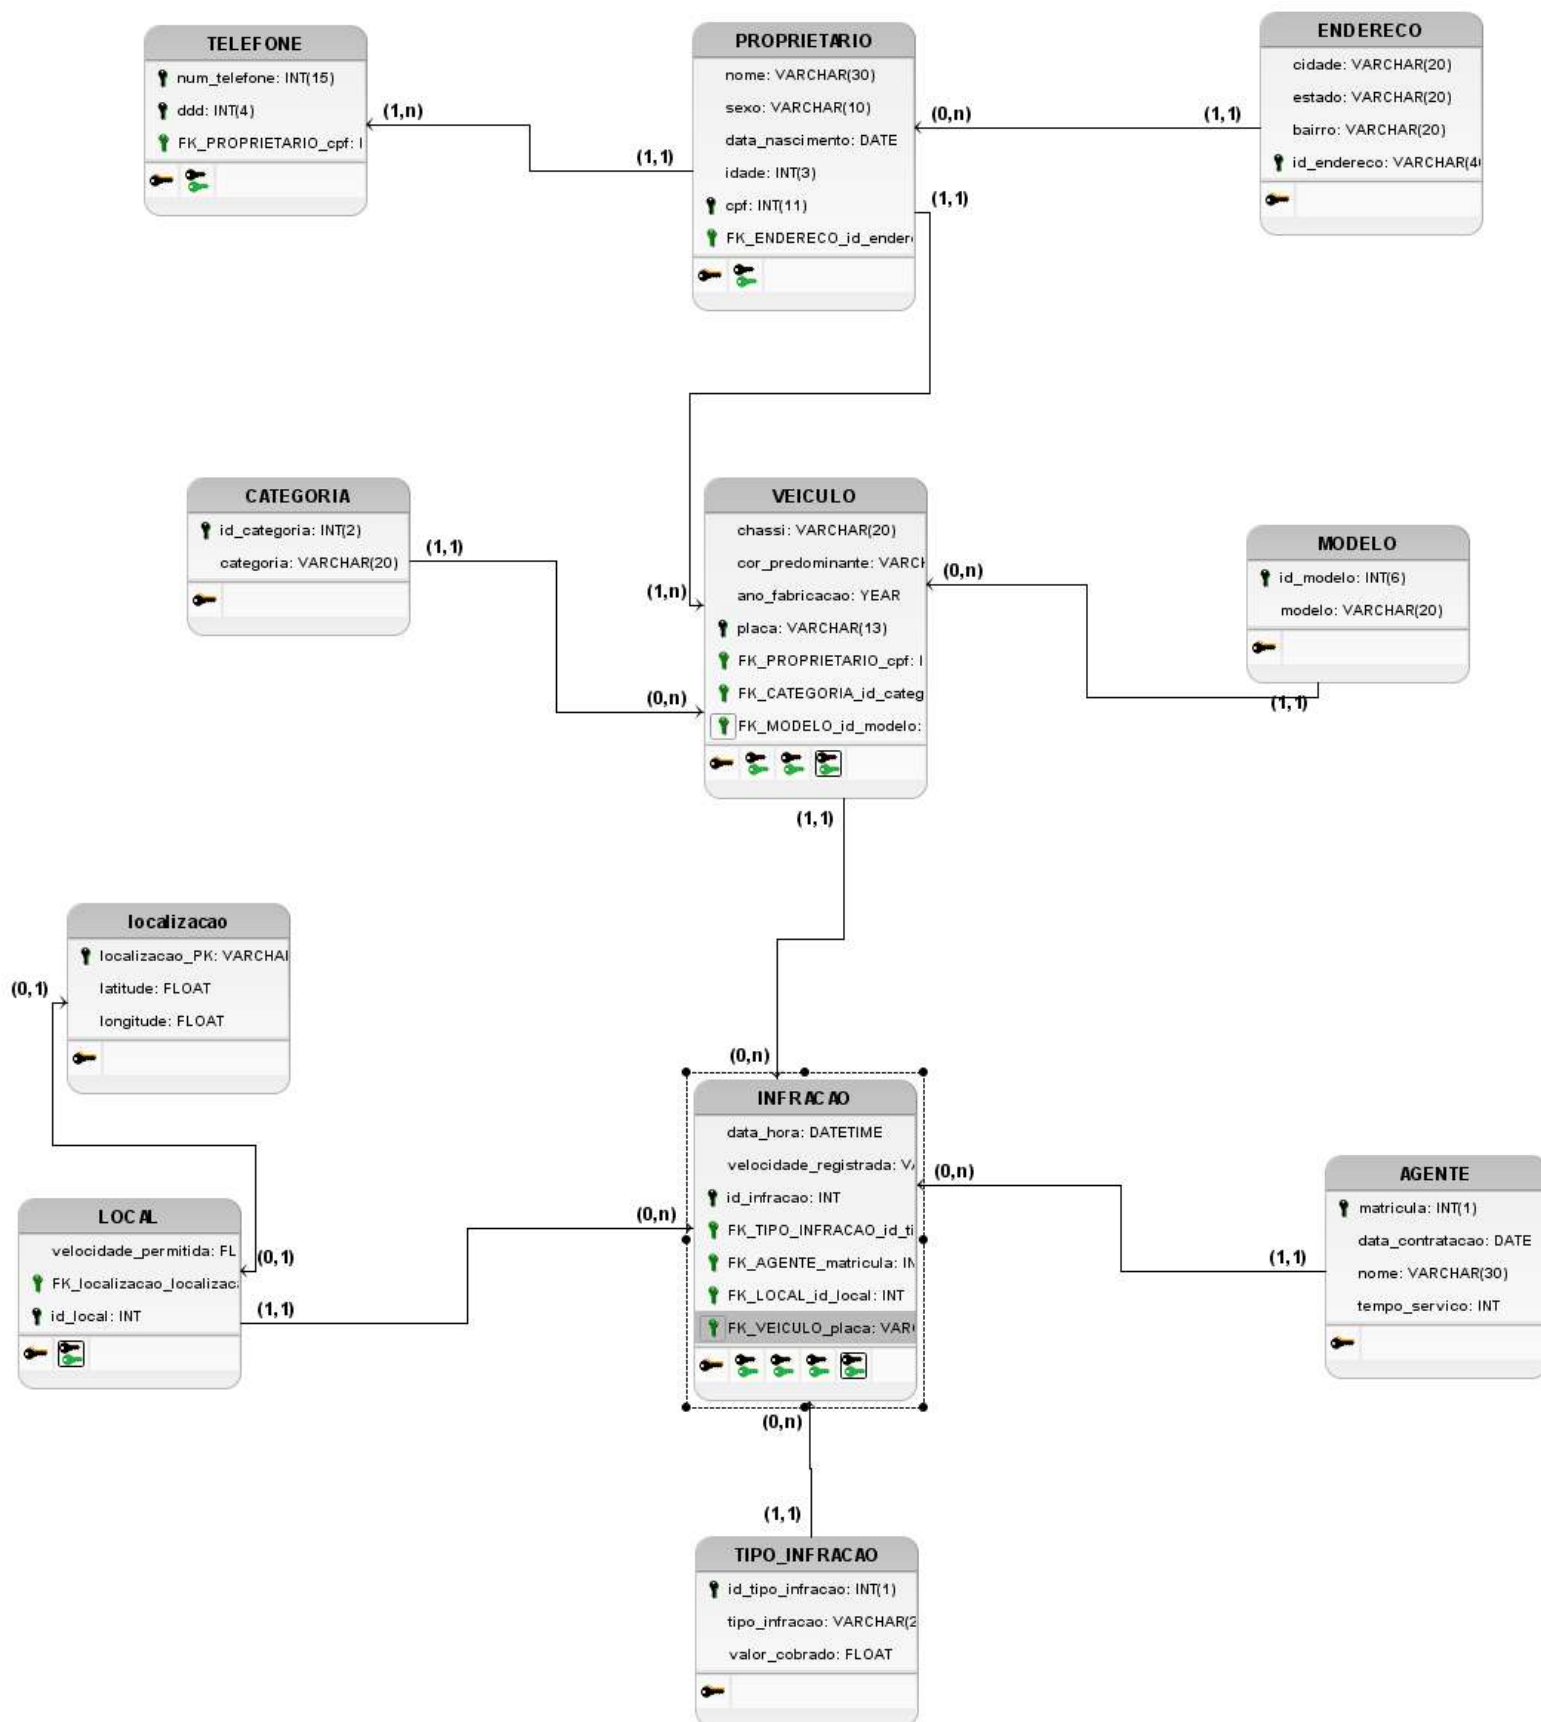 TELEFONE
num_telefone: INT(15)
ddd: INT(4)
FK_PROPRIETARIO_cpf: I
(1,n)
(1,1)
PROPRIETARIO
nome: VARCHAR(30)
sexo: VARCHAR(10)
data_nascimento: DATE
idade: INT(3)
cpf: INT(11)
FK_ENDERECO_id_ender
(0,n)
(1,1)
(1,1)
ENDERECO
cidade: VARCHAR(20)
estado: VARCHAR(20)
bairro: VARCHAR(20)
id_endereco: VARCHAR(4
CATEGORIA
id_categoria: INT(2)
categoria: VARCHAR(20)
(1,1)
(1,n)
(0,n)
VEICULO
chassi: VARCHAR(20)
cor_predominante: VARCH
ano_fabricacao: YEAR
placa: VARCHAR(13)
FK_PROPRIETARIO_cpf: I
FK_CATEGORIA_id_categ
FK_MODELO_id_modelo:
(0,n)
(1,1)
MODELO
id_modelo: INT(6)
modelo: VARCHAR(20)
(1,1)
localizacao
localizacao_PK: VARCHAI
latitude: FLOAT
longitude: FLOAT
(0,1)
(0,n)
LOCAL
velocidade_permitida: FL
FK_localizacao_localizac
id_local: INT
(0,1)
(1,1)
(0,n)
INFRACAO
data_hora: DATETIME
velocidade_registrada: VA
id_infracao: INT
FK_TIPO_INFRACAO_id_ti
FK_AGENTE_matricula: IN
FK_LOCAL_id_local: INT
FK_VEICULO_placa: VAR
(0,n)
(1,1)
AGENTE
matricula: INT(1)
data_contratacao: DATE
nome: VARCHAR(30)
tempo_servico: INT
(0,n)
(1,1)
TIPO_INFRACAO
id_tipo_infracao: INT(1)
tipo_infracao: VARCHAR(2
valor_cobrado: FLOAT